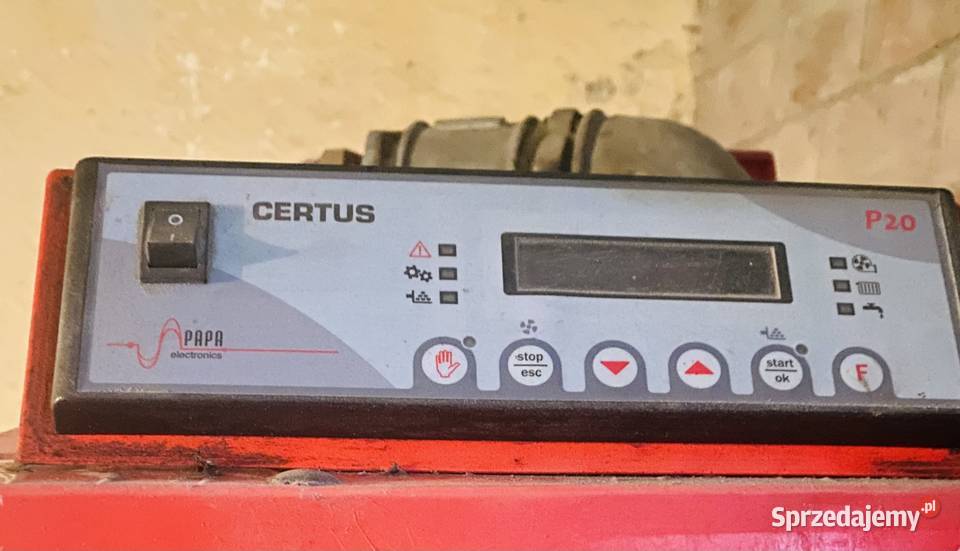 CERTUS
P20
PAPA
electronics
stop
esc
start
ok
F
Sprzedajemy.pl